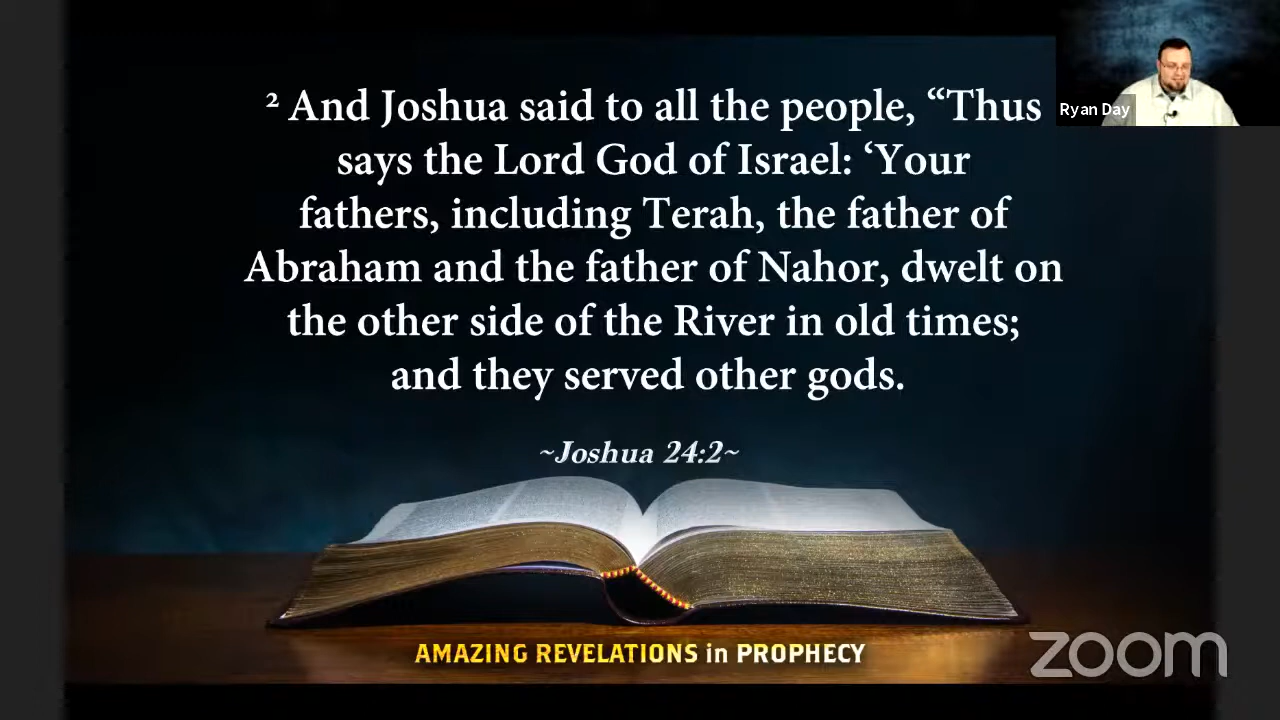 ² And Joshua said to all the people, “Thus
says the Lord God of Israel: ‘Your
fathers, including Terah, the father of
Abraham and the father of Nahor, dwelt on
the other side of the River in old times;
and they served other gods.
~Joshua 24:2~
AMAZING REVELATIONS in PROPHECY
Ryan Day
zoom